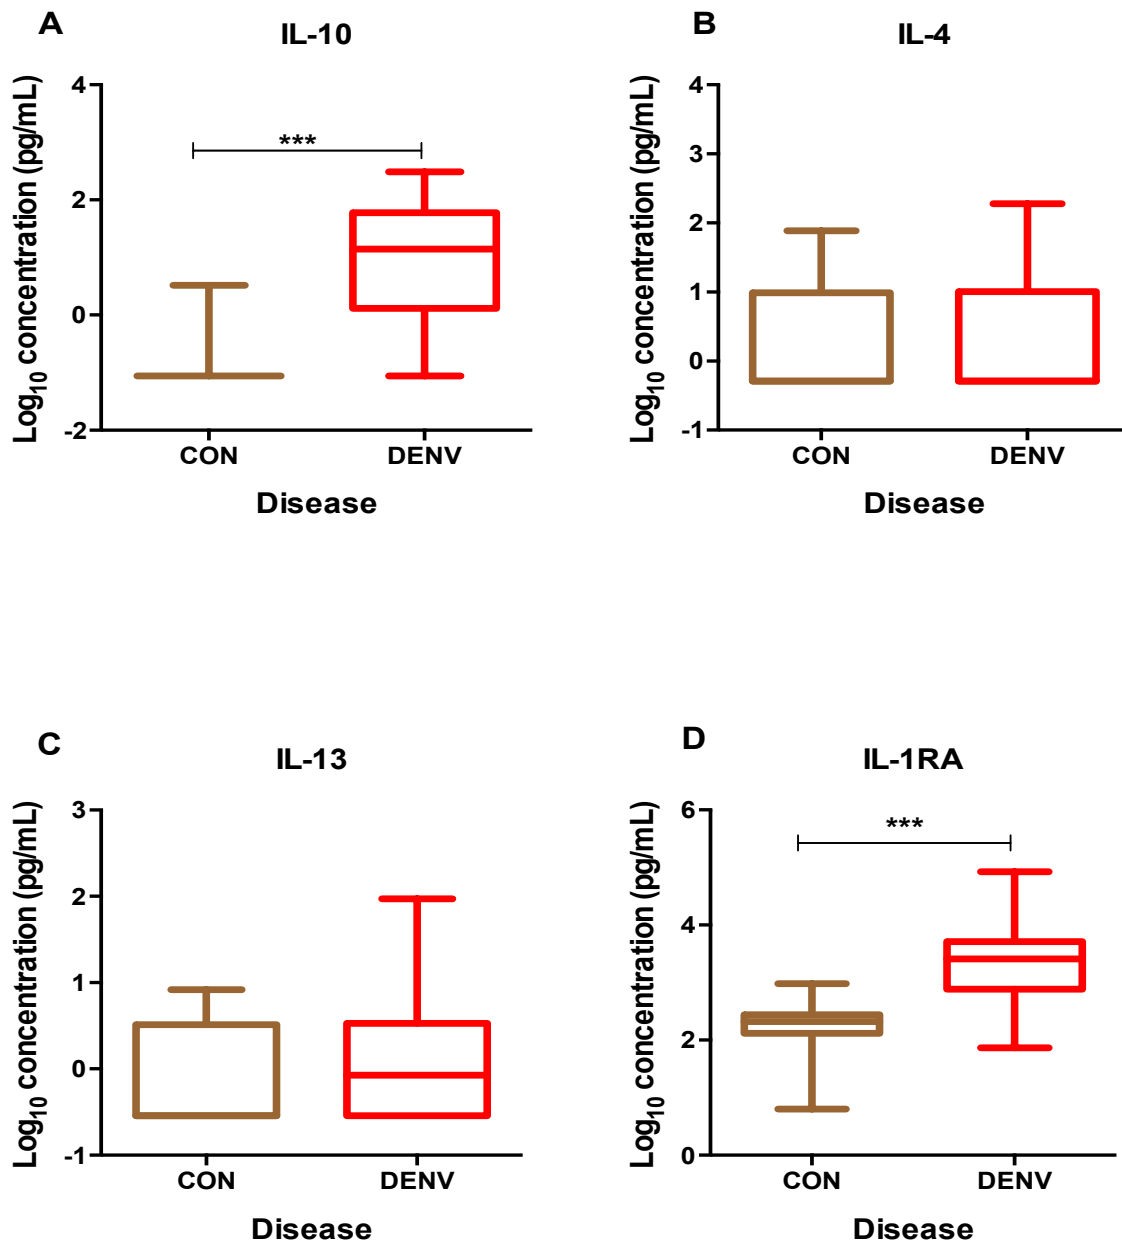 A
IL-10
Log10 concentration (pg/mL)
4
2
0
-2
***
CON
DENV
Disease
B
IL-4
Log10 concentration (pg/mL)
4
3
2
1
0
-1
CON
DENV
Disease
C
IL-13
Log10 concentration (pg/mL)
3
2
1
0
-1
CON
DENV
Disease
D
IL-1RA
Log10 concentration (pg/mL)
6
4
2
0
***
CON
DENV
Disease